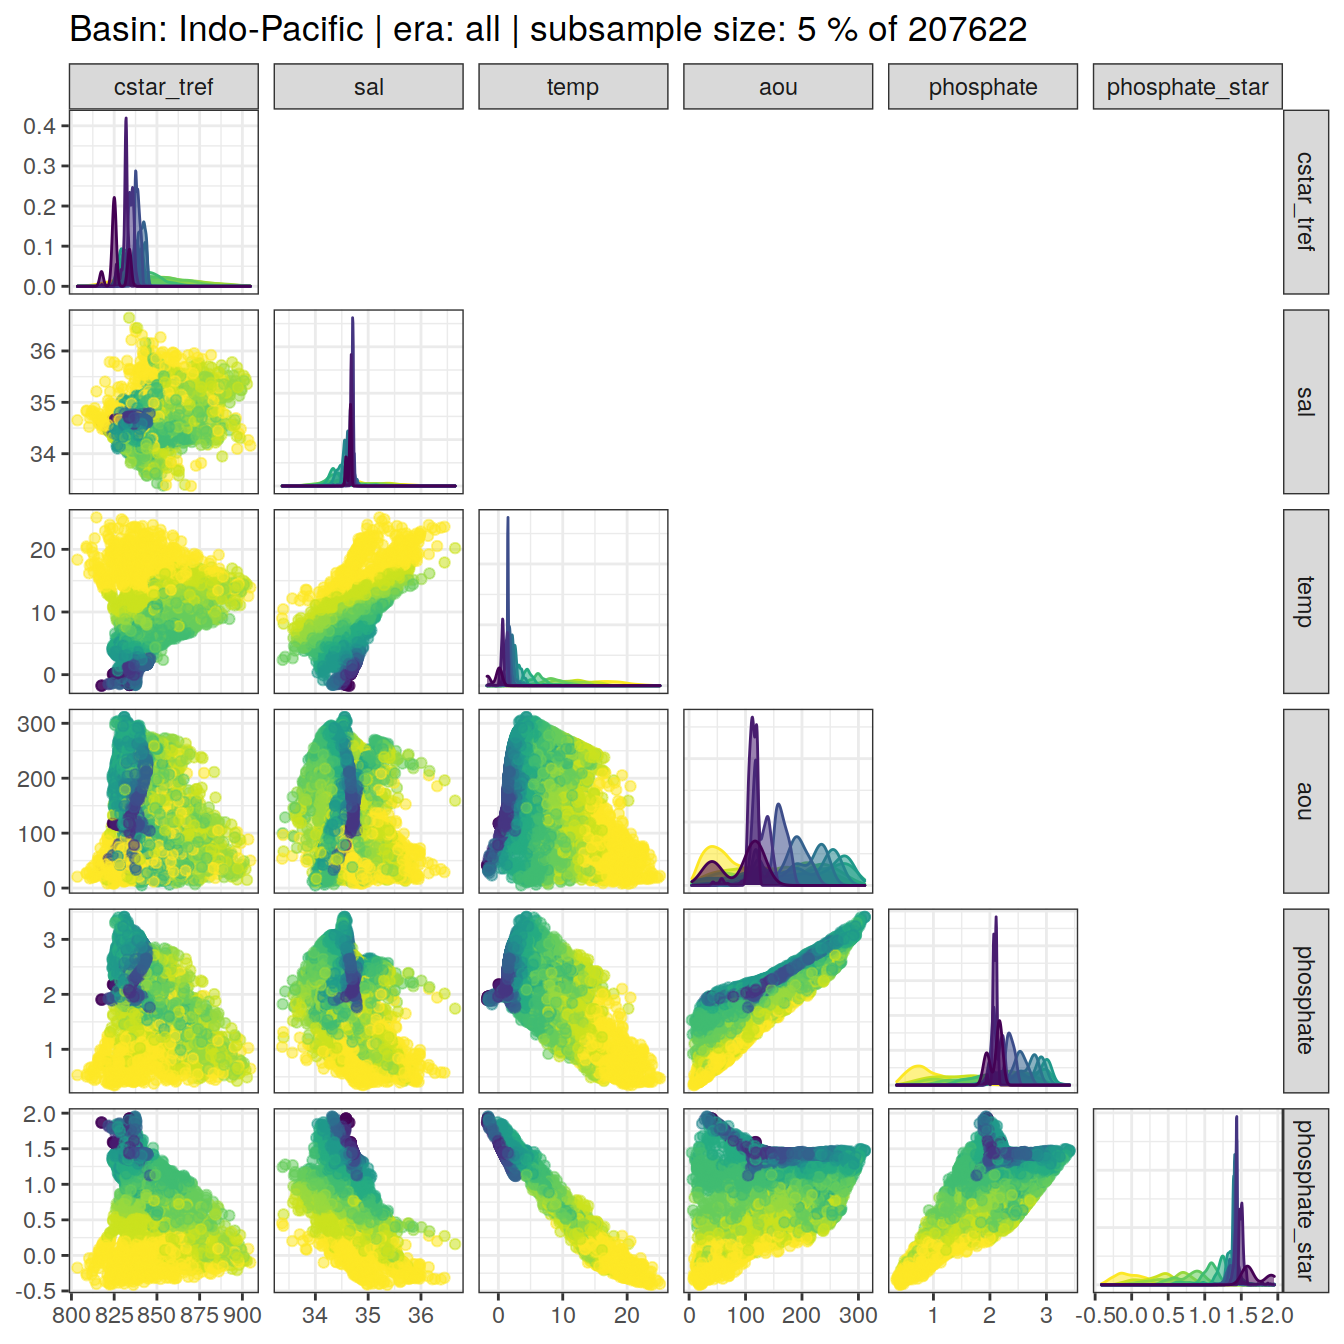 Basin: Indo-Pacific | era: all | subsample size: 5 % of 207622
cstar_tref sal temp aou phosphate phosphate_star
0.4
0.3
0.2
0.1
0.0
cstar_tref
36
35
34
sal
20
10
0
temp
300
200
100
0
aou
3
2
1
phosphate
2.0
1.5
1.0
0.5
0.0
-0.5
phosphate_star
800 825 850 875 900 34 35 36 0 10 20 0 100 200 300 1 2 3 -0.5 0.0 0.5 1.0 1.5 2.0